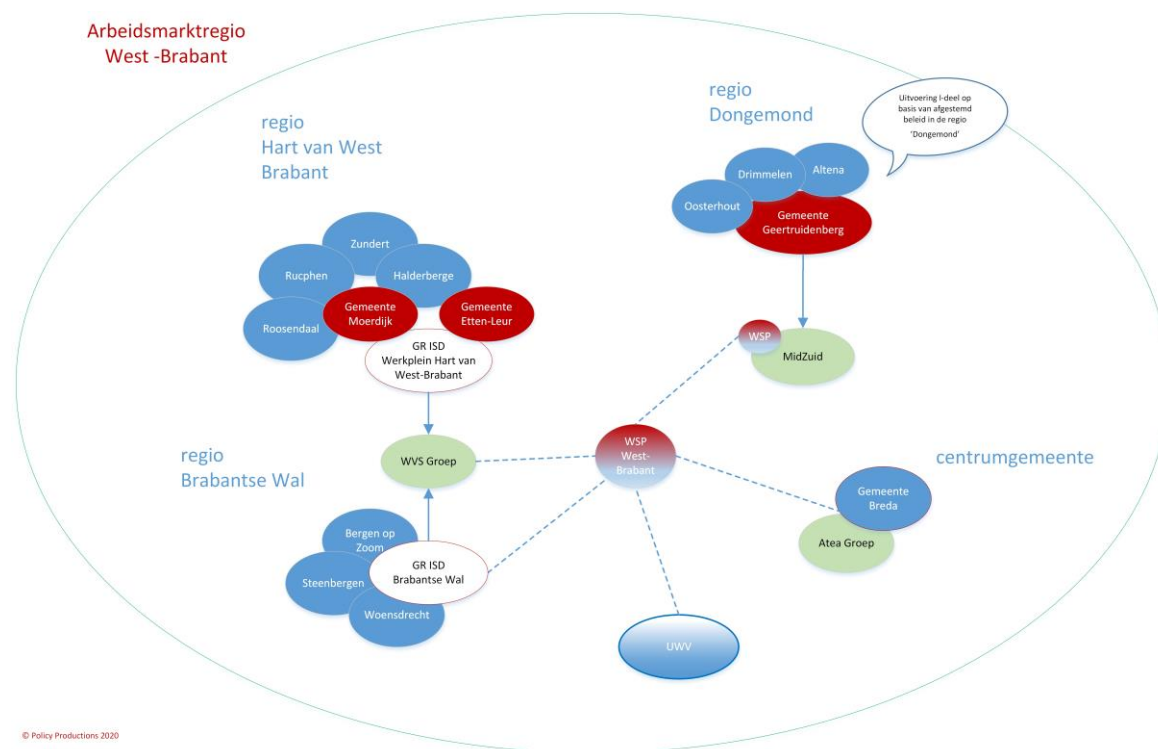 Arbeidsmarktregio
West -Brabant
regio
Hart van West
Brabant
regio
Dongemond
Uitvoering I-deel op
basis van afgestemd
beleid in de regio
'Dongemond'
Drimmelen
Altena
Oosterhout
Gemeente
Geertruidenberg
Zundert
Rucphen
Halderberge
Gemeente
Moerdijk
Gemeente
Etten-Leur
Roosendaal
GR ISD
Werkplein Hart van
West-Brabant
WSP
MidZuid
regio
Brabantse Wal
WVS Groep
WSP
West-
Brabant
centrumgemeente
Gemeente
Breda
Atea Groep
Bergen op
Zoom
GR ISD
Brabantse Wal
Steenbergen
Woensdrecht
UWV
© Policy Productions 2020